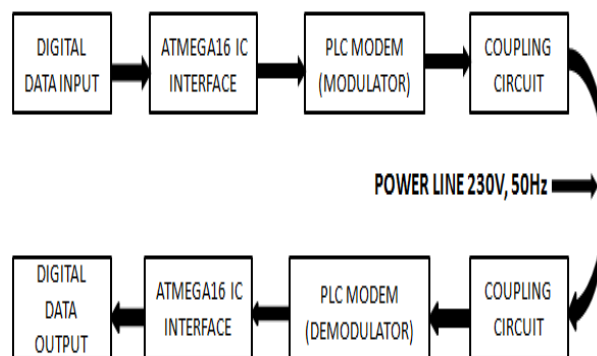 DIGITAL
DATA INPUT
ATMEGA16 IC
INTERFACE
PLC MODEM
(MODULATOR)
COUPLING
CIRCUIT
POWER LINE 230V, 50Hz
DIGITAL
DATA
OUTPUT
ATMEGA16 IC
INTERFACE
PLC MODEM
(DEMODULATOR)
COUPLING
CIRCUIT